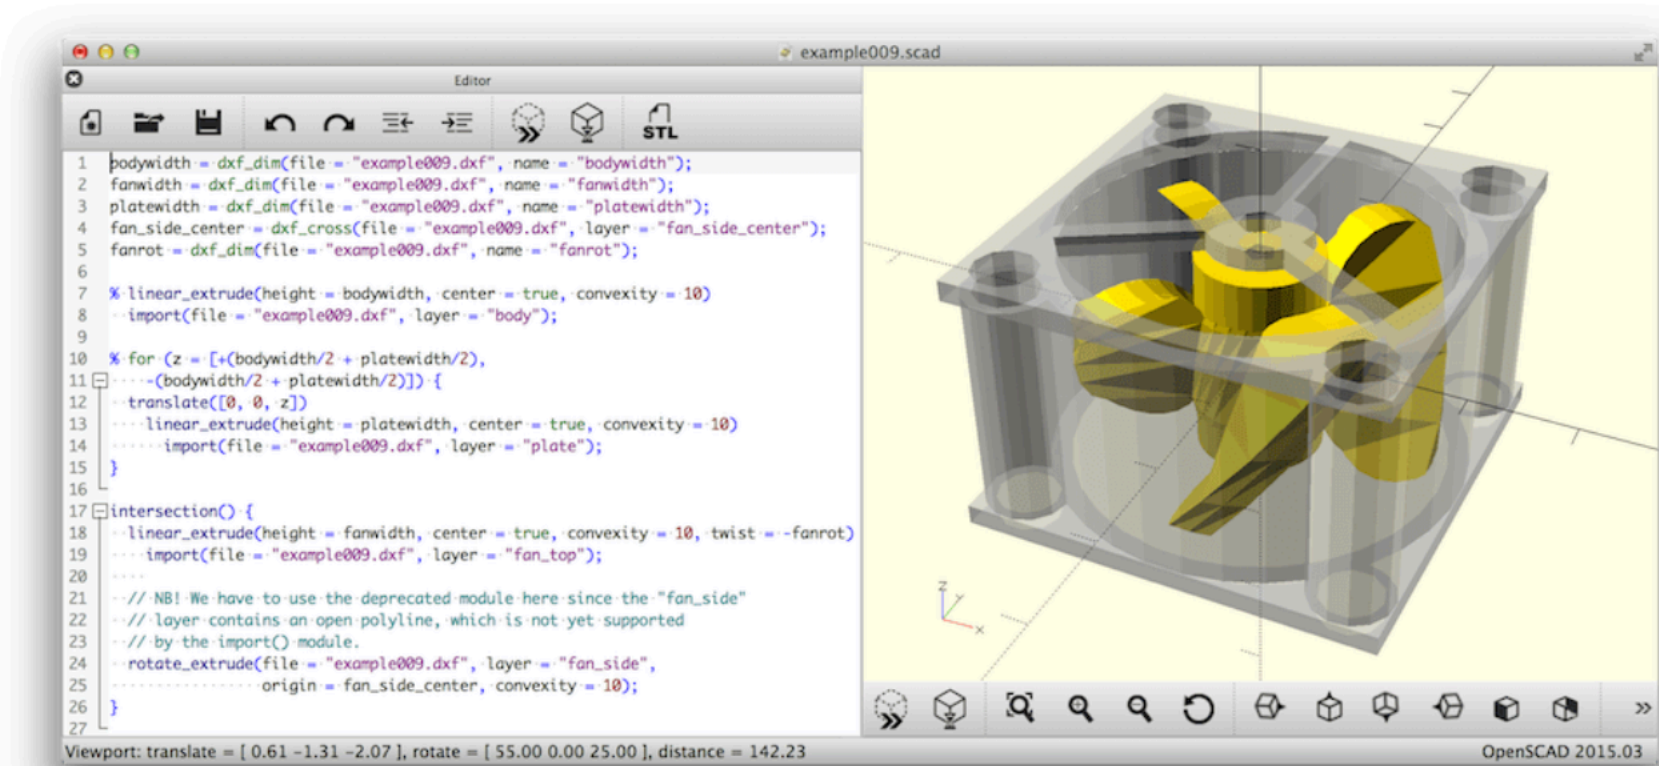 example009.scad
Editor
STL
1 bodywidth = dxf_dim(file = "example009.dxf", name = "bodywidth");
2 fanwidth = dxf_dim(file = "example009.dxf", name = "fanwidth");
3 platewidth = dxf_dim(file = "example009.dxf", name = "platewidth");
4 fan_side_center = dxf_cross(file = "example009.dxf", layer = "fan_side_center");
5 fanrot = dxf_dim(file = "example009.dxf", name = "fanrot");
6
7 % linear_extrude(height = bodywidth, center = true, convexity = 10)
8   import(file = "example009.dxf", layer = "body");
9
10 % for (z = [+(bodywidth/2 + platewidth/2),
11     -(bodywidth/2 + platewidth/2)]) {
12   translate([0, 0, z])
13     linear_extrude(height = platewidth, center = true, convexity = 10)
14       import(file = "example009.dxf", layer = "plate");
15 }
16
17 intersection() {
18   linear_extrude(height = fanwidth, center = true, convexity = 10, twist = -fanrot)
19     import(file = "example009.dxf", layer = "fan_top");
20
21   // NB! We have to use the deprecated module here since the "fan_side"
22   // layer contains an open polyline, which is not yet supported
23   // by the import() module.
24   rotate_extrude(file = "example009.dxf", layer = "fan_side",
25                  origin = fan_side_center, convexity = 10);
26 }
27
z
y
x
Viewport: translate = [ 0.61 -1.31 -2.07 ], rotate = [ 55.00 0.00 25.00 ], distance = 142.23
OpenSCAD 2015.03